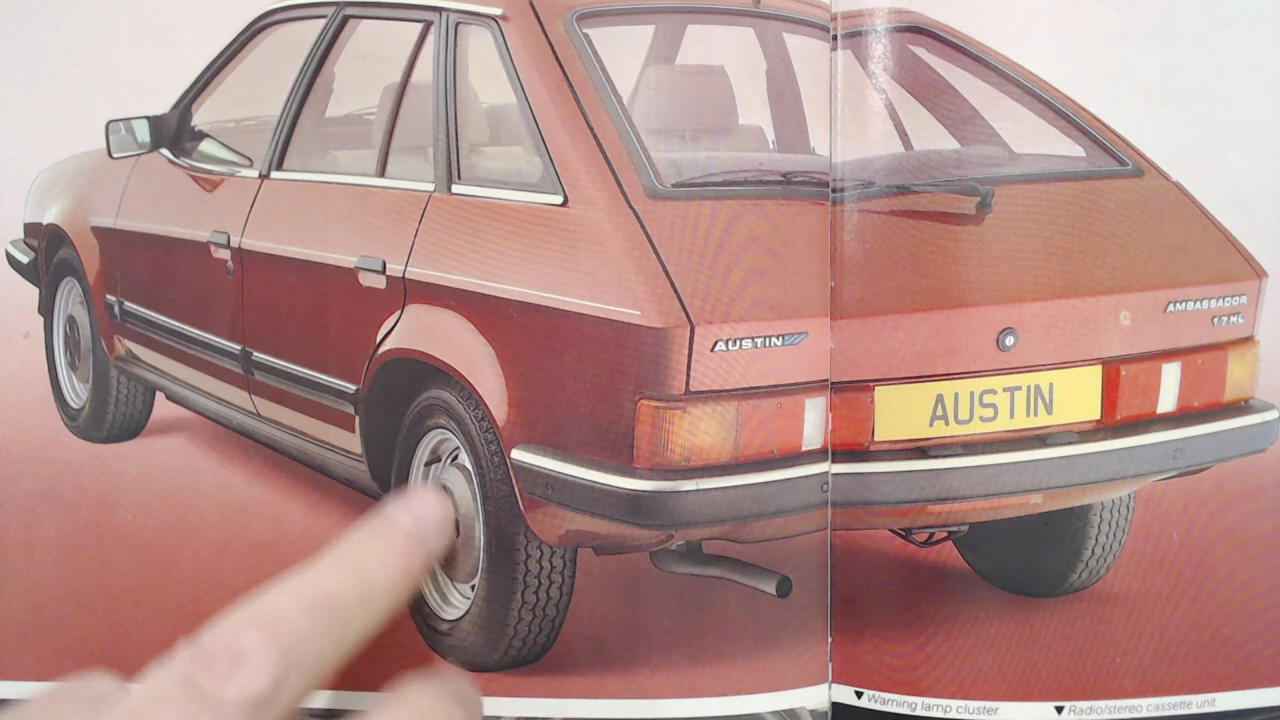 AMBASSADOR
1.7 HL
AUSTIN
AUSTIN
Warning lamp cluster
Radio/stereo cassette unit